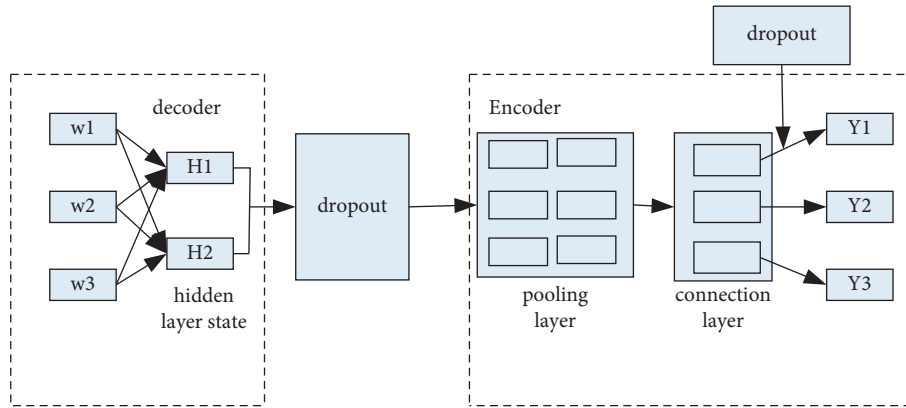 dropout
decoder
Encoder
w1
H1
w2
H2
w3
hidden
layer state
dropout
pooling
layer
connection
layer
Y1
Y2
Y3